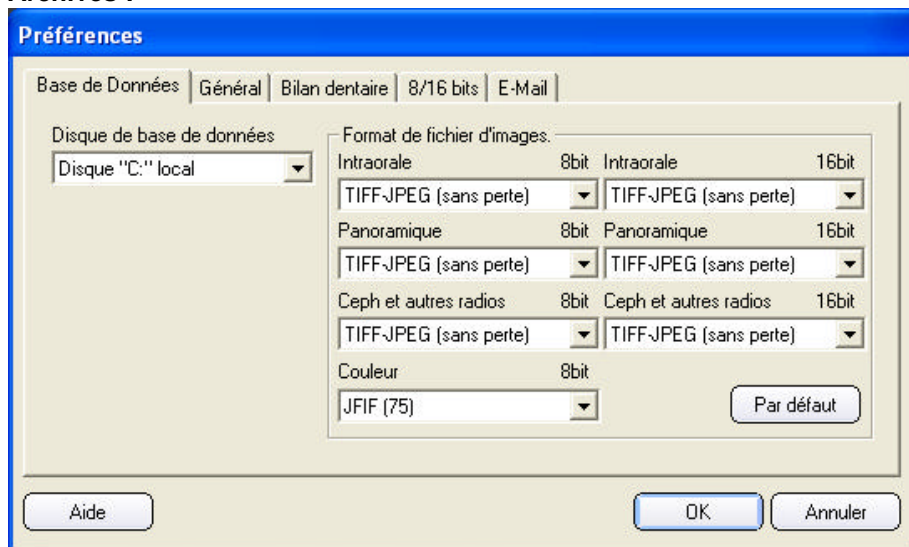 Préférences
Base de Données Général Bilan dentaire 8/16 bits E-Mail
Disque de base de données
Disque "C:" local
Format de fichier d'images.
Intraorale 8bit Intraorale 16bit
TIFF-JPEG (sans perte) TIFF-JPEG (sans perte)
Panoramique 8bit Panoramique 16bit
TIFF-JPEG (sans perte) TIFF-JPEG (sans perte)
Ceph et autres radios 8bit Ceph et autres radios 16bit
TIFF-JPEG (sans perte) TIFF-JPEG (sans perte)
Couleur 8bit
JFIF (75)
Par défaut
Aide OK Annuler